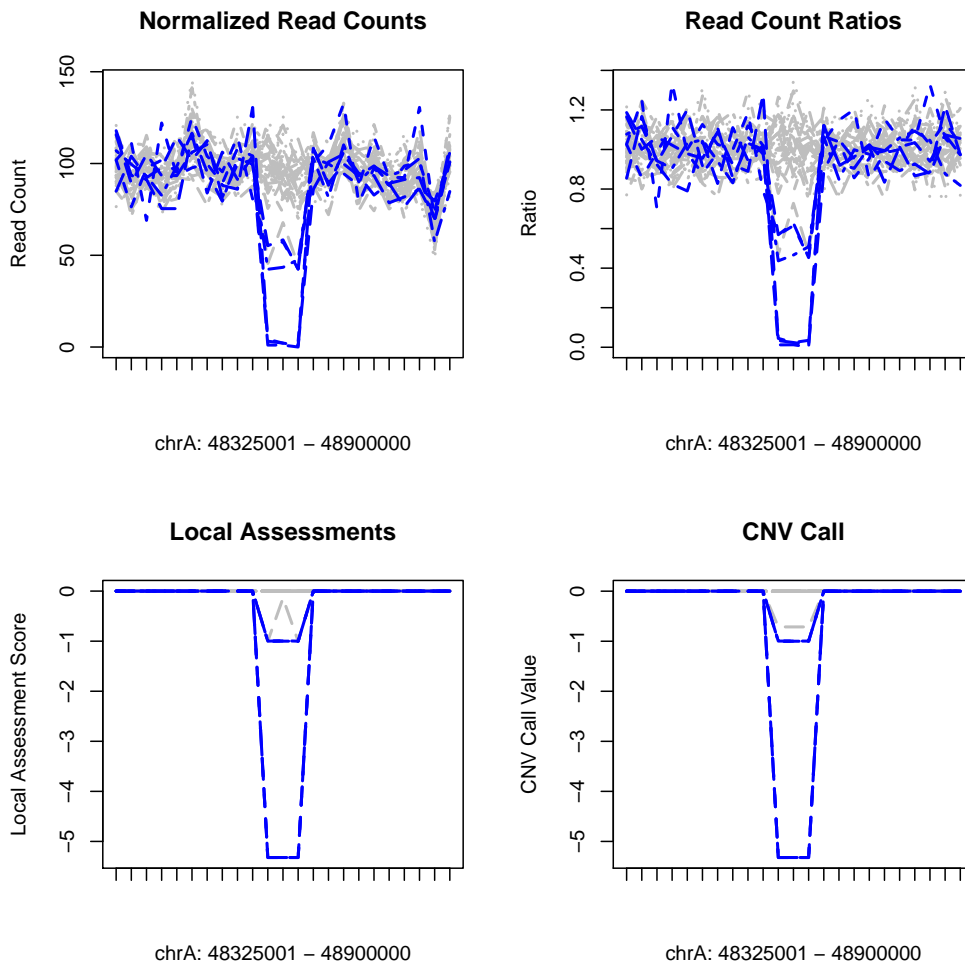 Normalized Read Counts
Read Count
0
50
100
150
chrA: 48325001 – 48900000
Read Count Ratios
Ratio
0.0
0.4
0.8
1.2
chrA: 48325001 – 48900000
Local Assessments
Local Assessment Score
0
−1
−2
−3
−4
−5
chrA: 48325001 – 48900000
CNV Call
CNV Call Value
0
−1
−2
−3
−4
−5
chrA: 48325001 – 48900000